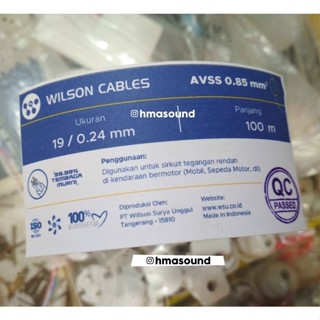 WILSON CABLES
AVSS 0.85 mm²
@hmasound
Ukuran
19 / 0.24 mm
Panjang
100 m
99.99%
TEMBAGA
MURNI
Penggunaan:
Digunakan untuk sirkuit tegangan rendah
di kendaraan bermotor (Mobil, Sepeda Motor, dll)
ISO
100%
INDONESIA
Diproduksi Oleh:
PT Willson Surya Unggul
Tangerang - 15810
Website:
www.wsu.co.id
Made in Indonesia
QC
PASSED
@hmasound